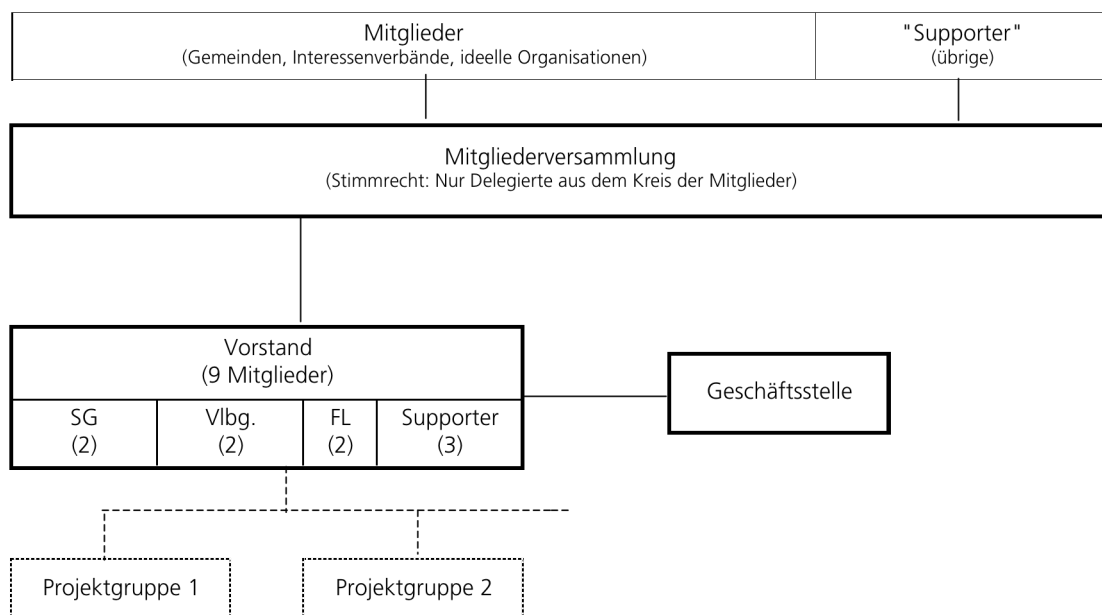 Mitglieder
(Gemeinden, Interessenverbände, ideelle Organisationen)
"Supporter"
(übrige)
Mitgliederversammlung
(Stimmrecht: Nur Delegierte aus dem Kreis der Mitglieder)
Vorstand
(9 Mitglieder)
SG
(2)
Vlbg.
(2)
FL
(2)
Supporter
(3)
Geschäftsstelle
Projektgruppe 1
Projektgruppe 2